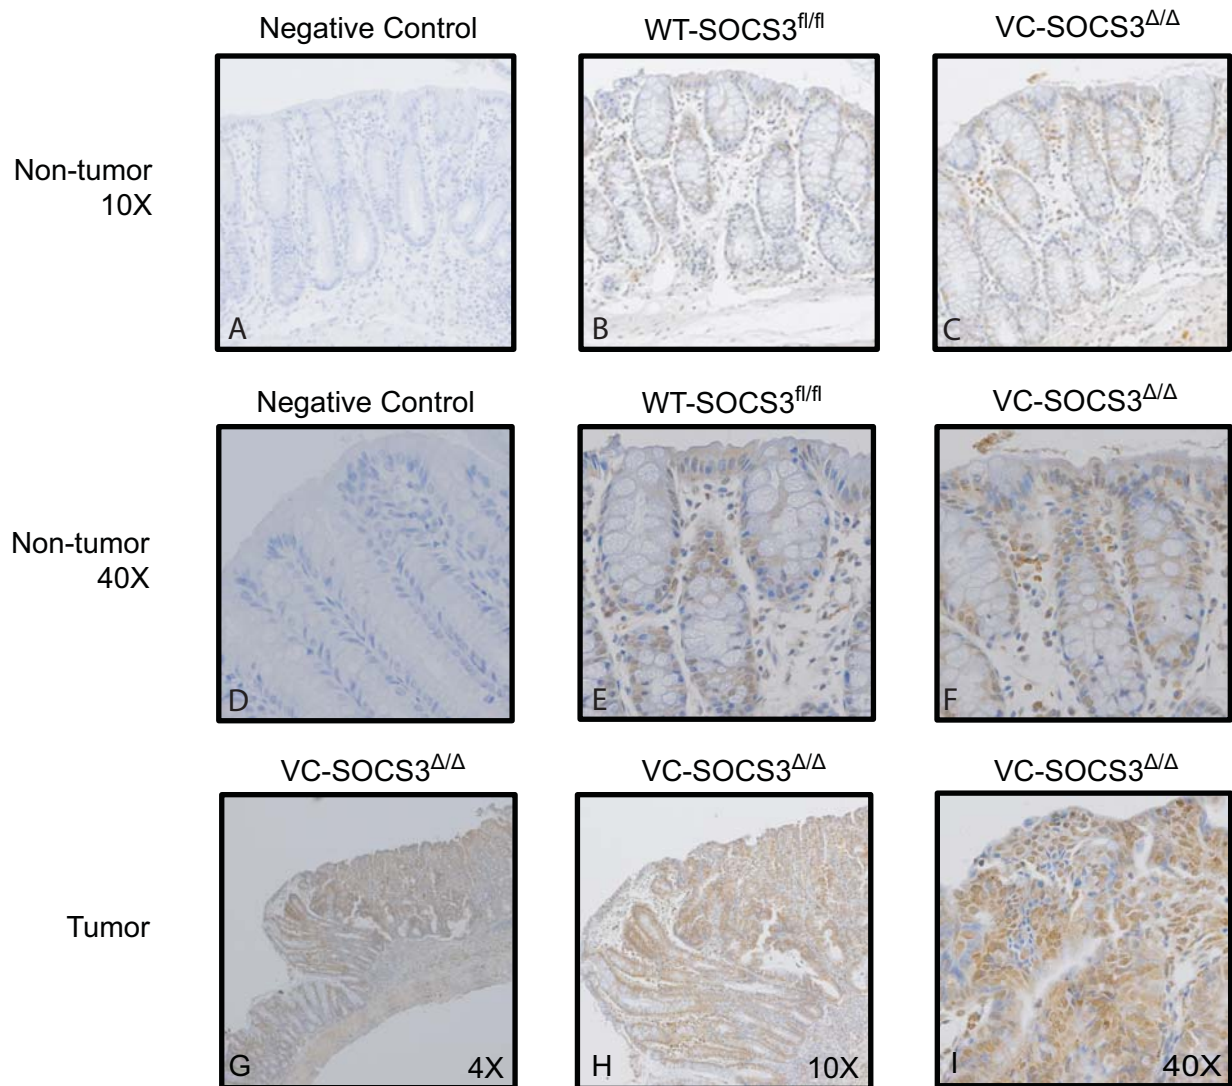 Negative Control
WT-SOCS3fl/fl
VC-SOCS3Δ/Δ
Non-tumor
10X
A
B
C
Negative Control
WT-SOCS3fl/fl
VC-SOCS3Δ/Δ
Non-tumor
40X
D
E
F
VC-SOCS3Δ/Δ
VC-SOCS3Δ/Δ
VC-SOCS3Δ/Δ
Tumor
G
4X
H
10X
I
40X